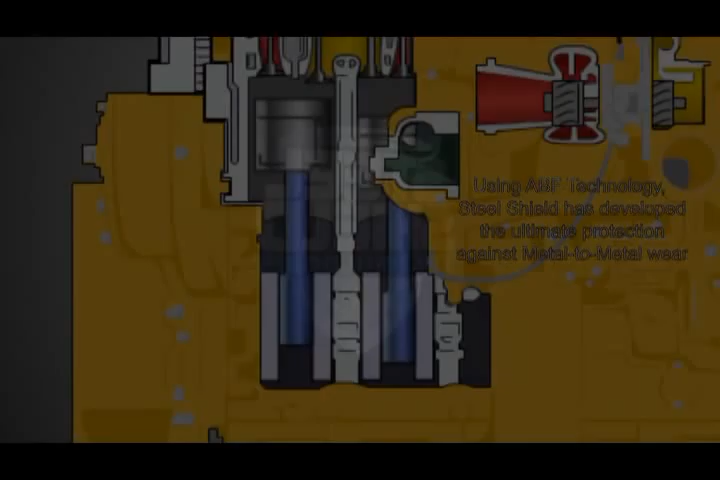 Using ABF Technology,
Steel Shield has developed
the ultimate protection
against Metal-to-Metal wear